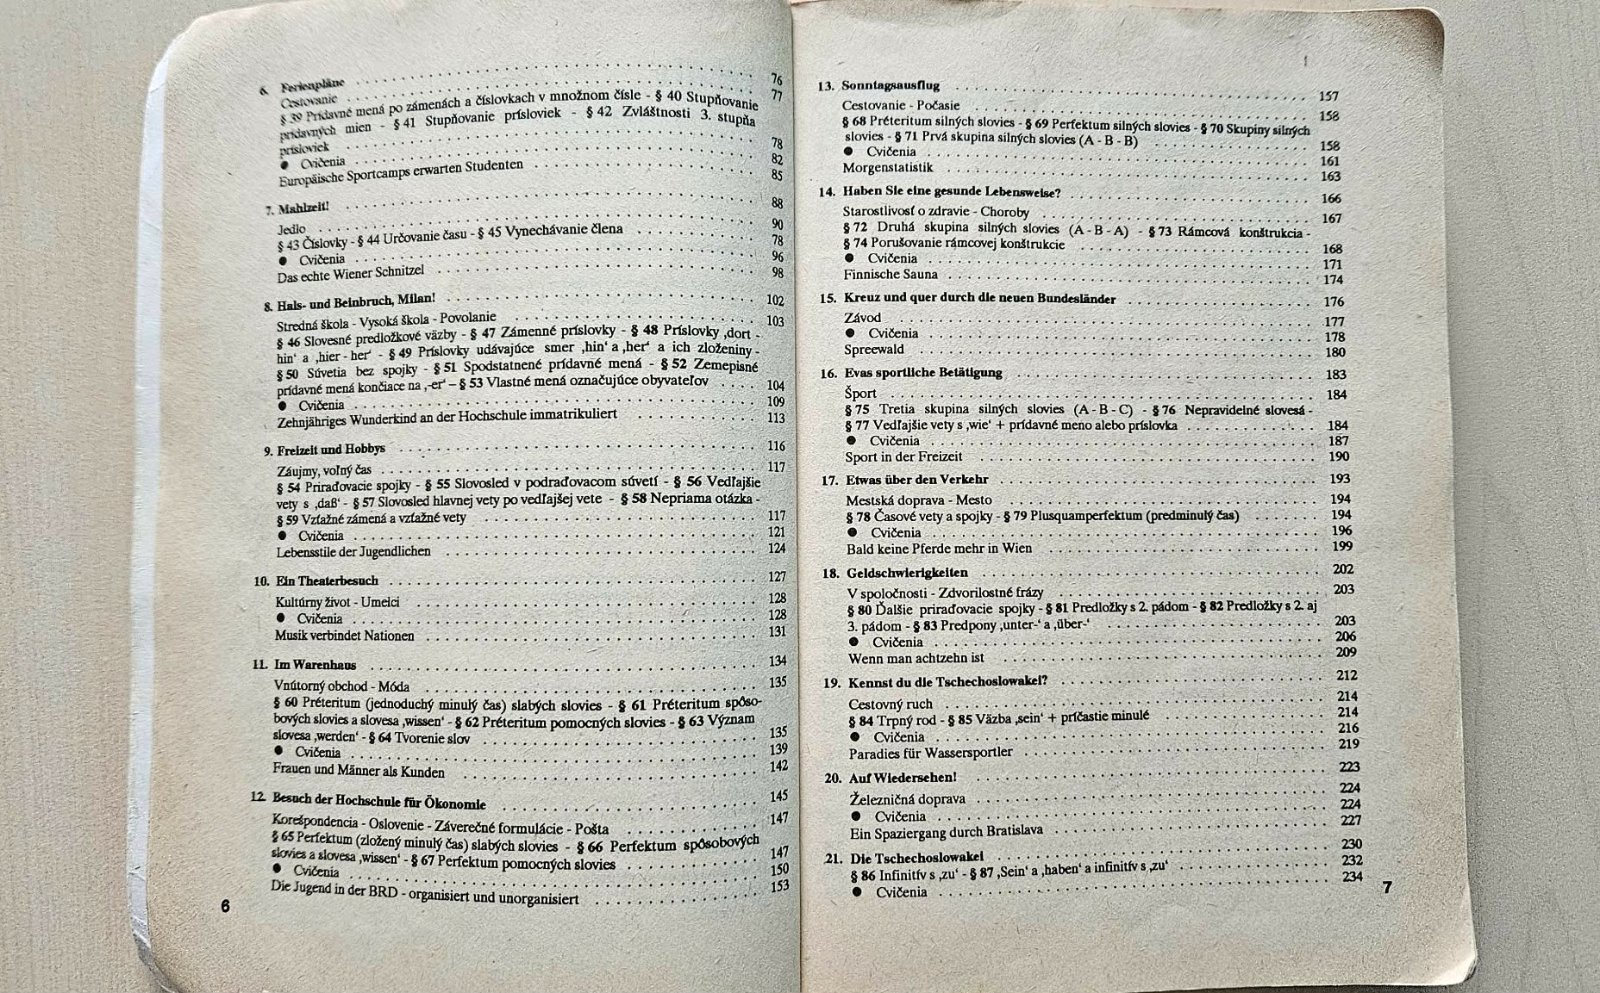 6. Ferienpläne 76
Cestovanie 77
§ 39 Prídavné mená po zámenách a číslovkách v množnom čísle - § 40 Stupňovanie
prídavných mien - § 41 Stupňovanie prísloviek - § 42 Zvláštnosti 3. stupňa
prísloviek 78
● Cvičenia 82
Europäische Sportcamps erwarten Studenten 85
7. Mahlzeit! 88
Jedlo 90
§ 43 Číslovky - § 44 Určovanie času - § 45 Vynechávanie člena 78
● Cvičenia 96
Das echte Wiener Schnitzel 98
8. Hals- und Beinbruch, Milan! 102
Stredná škola - Vysoká škola - Povolanie 103
§ 46 Slovesné predložkové väzby - § 47 Zámenné príslovky - § 48 Príslovky ‚dort -
hin‘ a ‚hier - her‘ - § 49 Príslovky udávajúce smer ‚hin‘ a ‚her‘ a ich zloženiny -
§ 50 Súvetia bez spojky - § 51 Spodstatnené prídavné mená - § 52 Zemepisné
prídavné mená končiace na ‚-er‘ – § 53 Vlastné mená označujúce obyvateľov 104
● Cvičenia 109
Zehnjähriges Wunderkind an der Hochschule immatrikuliert 113
9. Freizeit und Hobbys 116
Záujmy, voľný čas 117
§ 54 Priraďovacie spojky - § 55 Slovosled v podraďovacom súvetí - § 56 Vedľajšie
vety s ‚daß‘ - § 57 Slovosled hlavnej vety po vedľajšej vete - § 58 Nepriama otázka -
§ 59 Vzťažné zámená a vzťažné vety 117
● Cvičenia 121
Lebensstile der Jugendlichen 124
10. Ein Theaterbesuch 127
Kultúrny život - Umelci 128
● Cvičenia 128
Musik verbindet Nationen 131
11. Im Warenhaus 134
Vnútorný obchod - Móda 135
§ 60 Préteritum (jednoduchý minulý čas) slabých slovies - § 61 Préteritum spôso-
bových slovies a slovesa ‚wissen‘ - § 62 Préteritum pomocných slovies - § 63 Význam
slovesa ‚werden‘ - § 64 Tvorenie slov 135
● Cvičenia 139
Frauen und Männer als Kunden 142
12. Besuch der Hochschule für Ökonomie 145
Korešpondencia - Oslovenie - Záverečné formulácie - Pošta 147
§ 65 Perfektum (zložený minulý čas) slabých slovies - § 66 Perfektum spôsobových
slovies a slovesa ‚wissen‘ - § 67 Perfektum pomocných slovies 147
● Cvičenia 150
Die Jugend in der BRD - organisiert und unorganisiert 153
6
13. Sonntagsausflug 157
Cestovanie - Počasie 158
§ 68 Préteritum silných slovies - § 69 Perfektum silných slovies - § 70 Skupiny silných
slovies - § 71 Prvá skupina silných slovies (A - B - B) 158
● Cvičenia 161
Morgenstatistik 163
14. Haben Sie eine gesunde Lebensweise? 166
Starostlivosť o zdravie - Choroby 167
§ 72 Druhá skupina silných slovies (A - B - A) - § 73 Rámcová konštrukcia -
§ 74 Porušovanie rámcovej konštrukcie 168
● Cvičenia 171
Finnische Sauna 174
15. Kreuz und quer durch die neuen Bundesländer 176
Závod 177
● Cvičenia 178
Spreewald 180
16. Evas sportliche Betätigung 183
Šport 184
§ 75 Tretia skupina silných slovies (A - B - C) - § 76 Nepravidelné slovesá -
§ 77 Vedľajšie vety s ‚wie‘ + prídavné meno alebo príslovka 184
● Cvičenia 187
Sport in der Freizeit 190
17. Etwas über den Verkehr 193
Mestská doprava - Mesto 194
§ 78 Časové vety a spojky - § 79 Plusquamperfektum (predminulý čas) 194
● Cvičenia 196
Bald keine Pferde mehr in Wien 199
18. Geldschwierigkeiten 202
V spoločnosti - Zdvorilostné frázy 203
§ 80 Ďalšie priraďovacie spojky - § 81 Predložky s 2. pádom - § 82 Predložky s 2. aj
3. pádom - § 83 Predpony ‚unter-‘ a ‚über-‘ 203
● Cvičenia 206
Wenn man achtzehn ist 209
19. Kennst du die Tschechoslowakei? 212
Cestovný ruch 214
§ 84 Trpný rod - § 85 Väzba ‚sein‘ + príčastie minulé 214
● Cvičenia 216
Paradies für Wassersportler 219
20. Auf Wiedersehen! 223
Železničná doprava 224
● Cvičenia 224
Ein Spaziergang durch Bratislava 227
21. Die Tschechoslowakei 230
§ 86 Infinitív s ‚zu‘ - § 87 ‚Sein‘ a ‚haben‘ a infinitív s ‚zu‘ 232
● Cvičenia 234
7